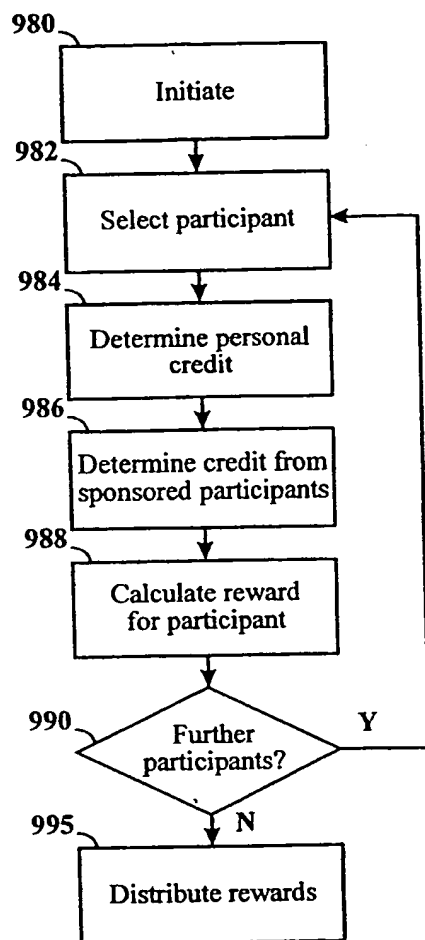 980
Initiate
982
Select participant
984
Determine personal
credit
986
Determine credit from
sponsored participants
988
Calculate reward
for participant
990
Further
participants?
Y
N
995
Distribute rewards